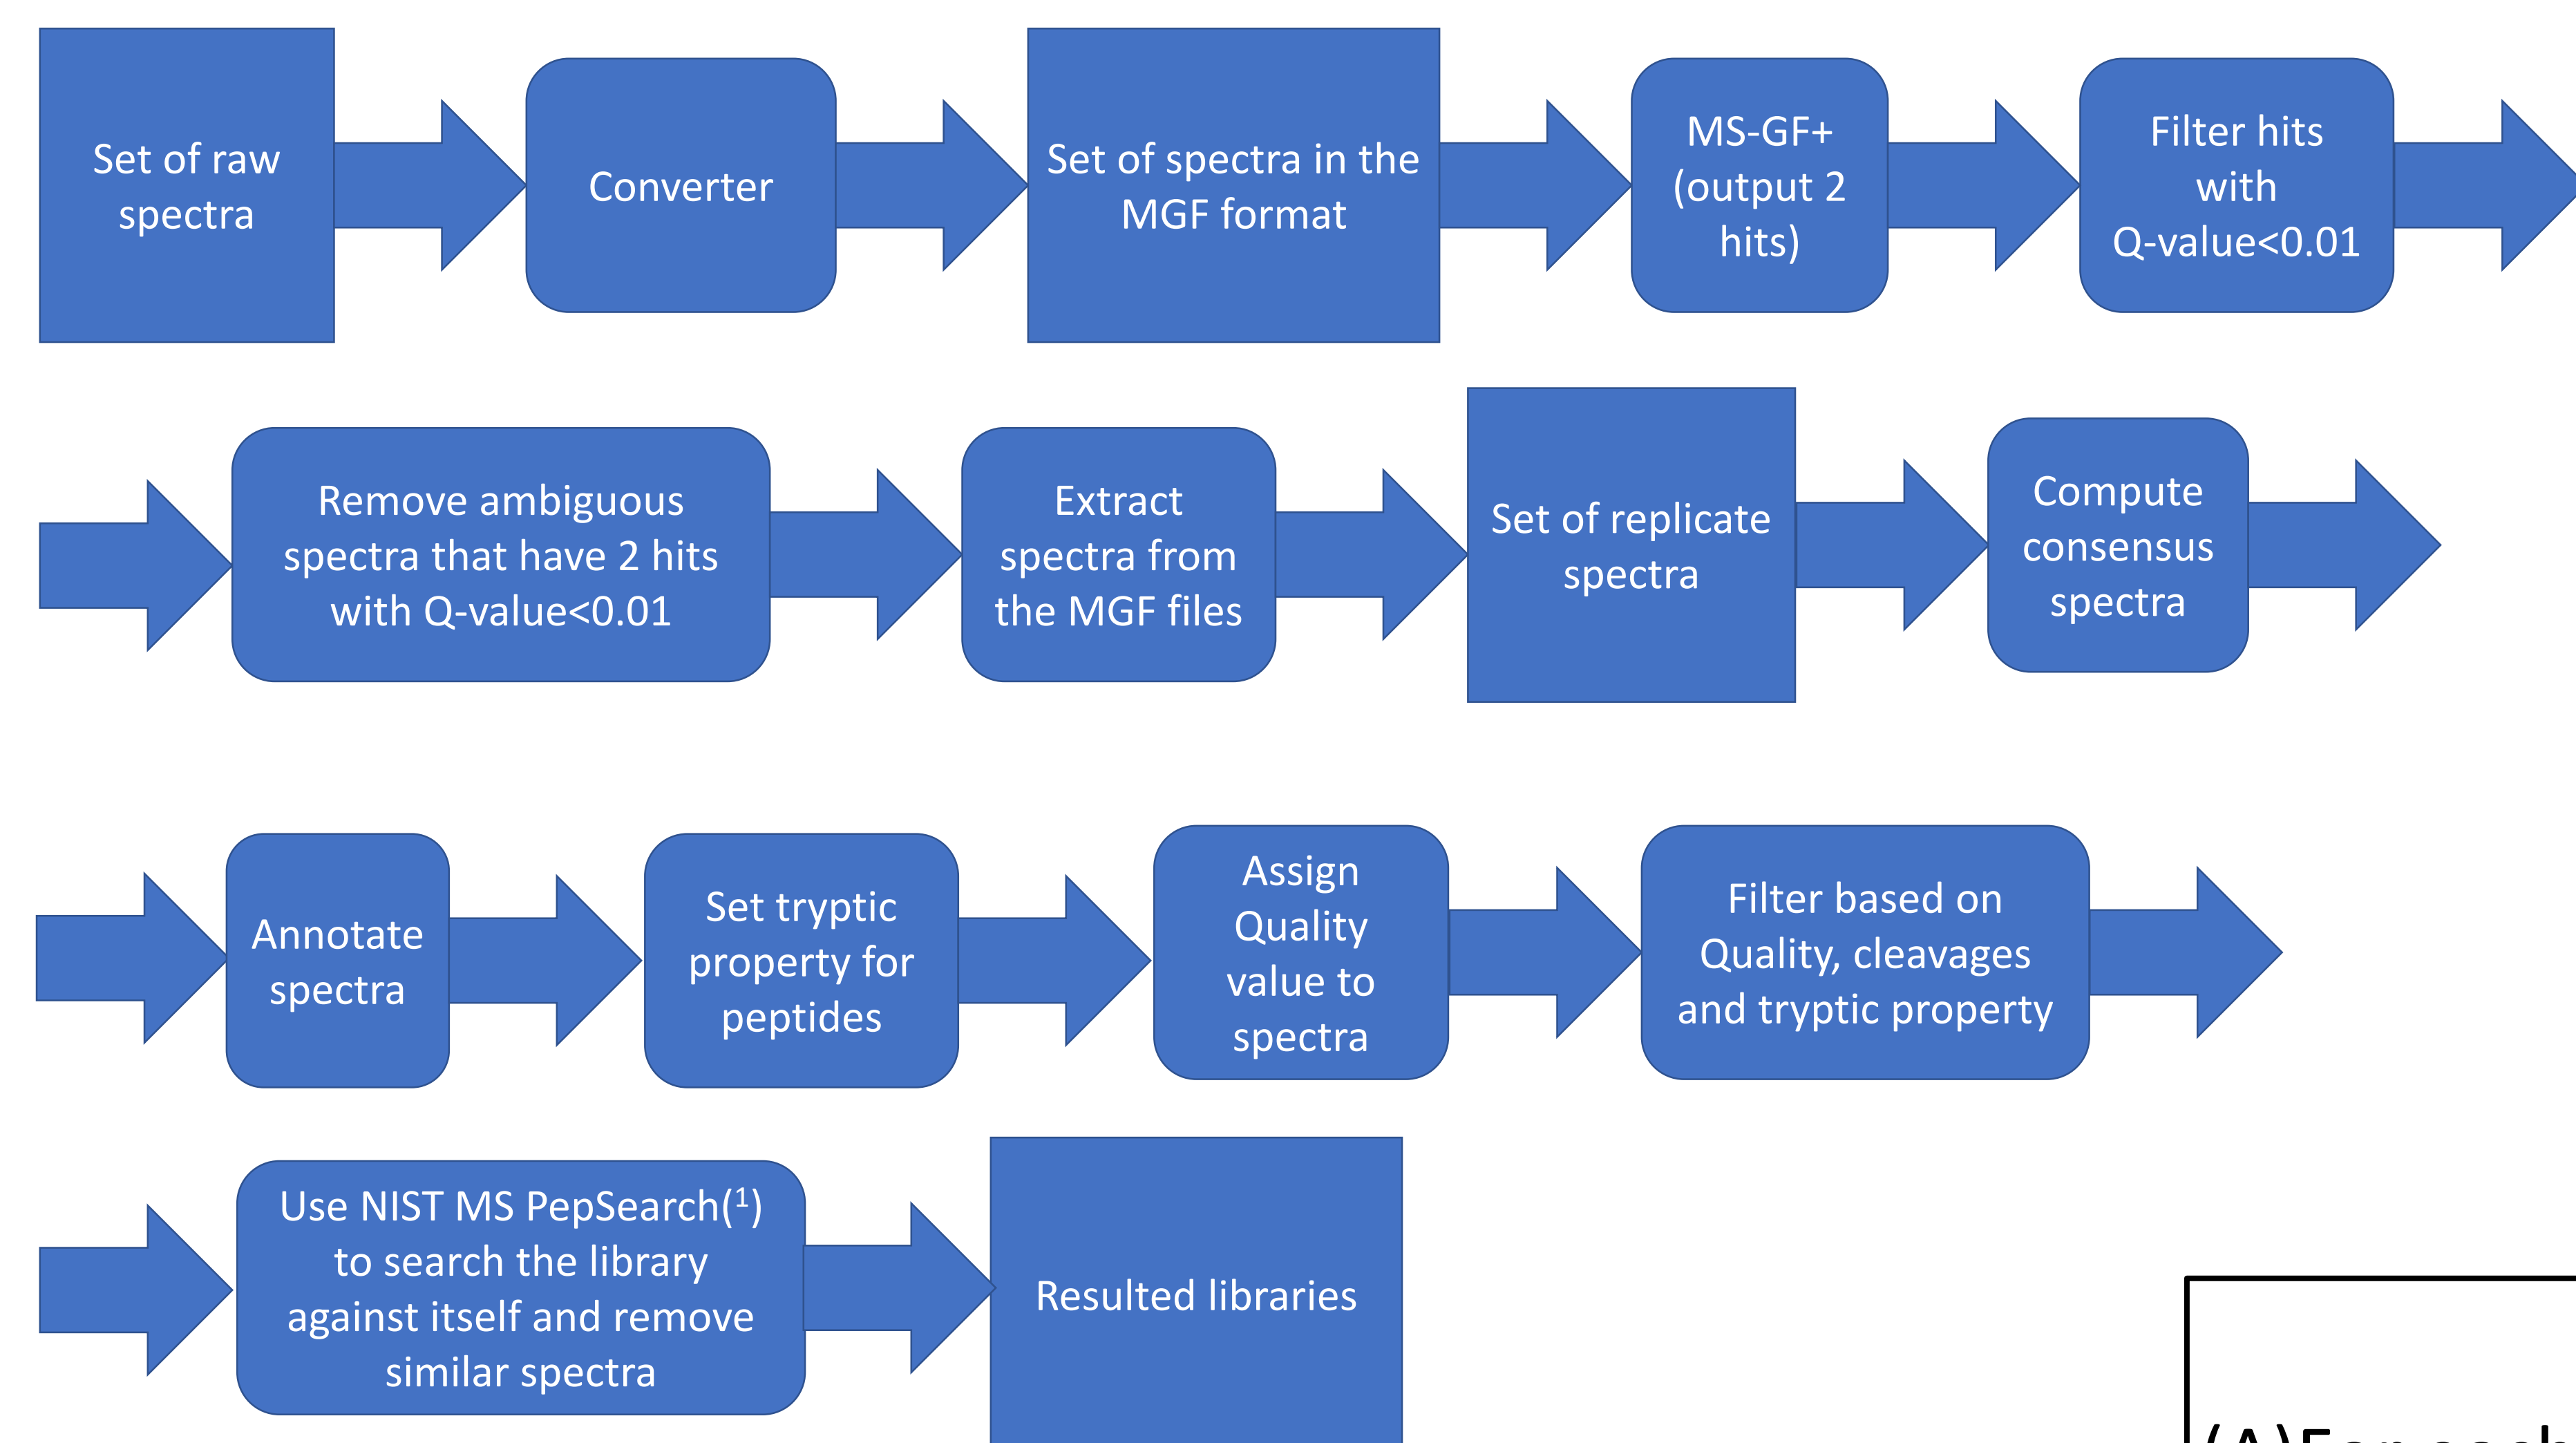 Set of raw
spectra
Converter
Set of spectra in the
MGF format
MS-GF+
(output 2
hits)
Filter hits
with
Q-value<0.01
Remove ambiguous
spectra that have 2 hits
with Q-value<0.01
Extract
spectra from
the MGF files
Set of replicate
spectra
Compute
consensus
spectra
Annotate
spectra
Set tryptic
property for
peptides
Assign
Quality
value to
spectra
Filter based on
Quality, cleavages
and tryptic property
Use NIST MS PepSearch(¹)
to search the library
against itself and remove
similar spectra
Resulted libraries
(A)For each